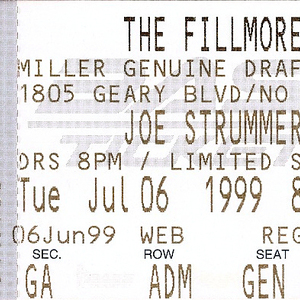 THE FILLMORE
MILLER GENUINE DRAF
1805 GEARY BLVD/NO
JOE STRUMMER
DRS 8PM / LIMITED S
Tue Jul 06 1999 8
06Jun99 WEB REG
SEC. ROW SEAT
GA ADM GEN